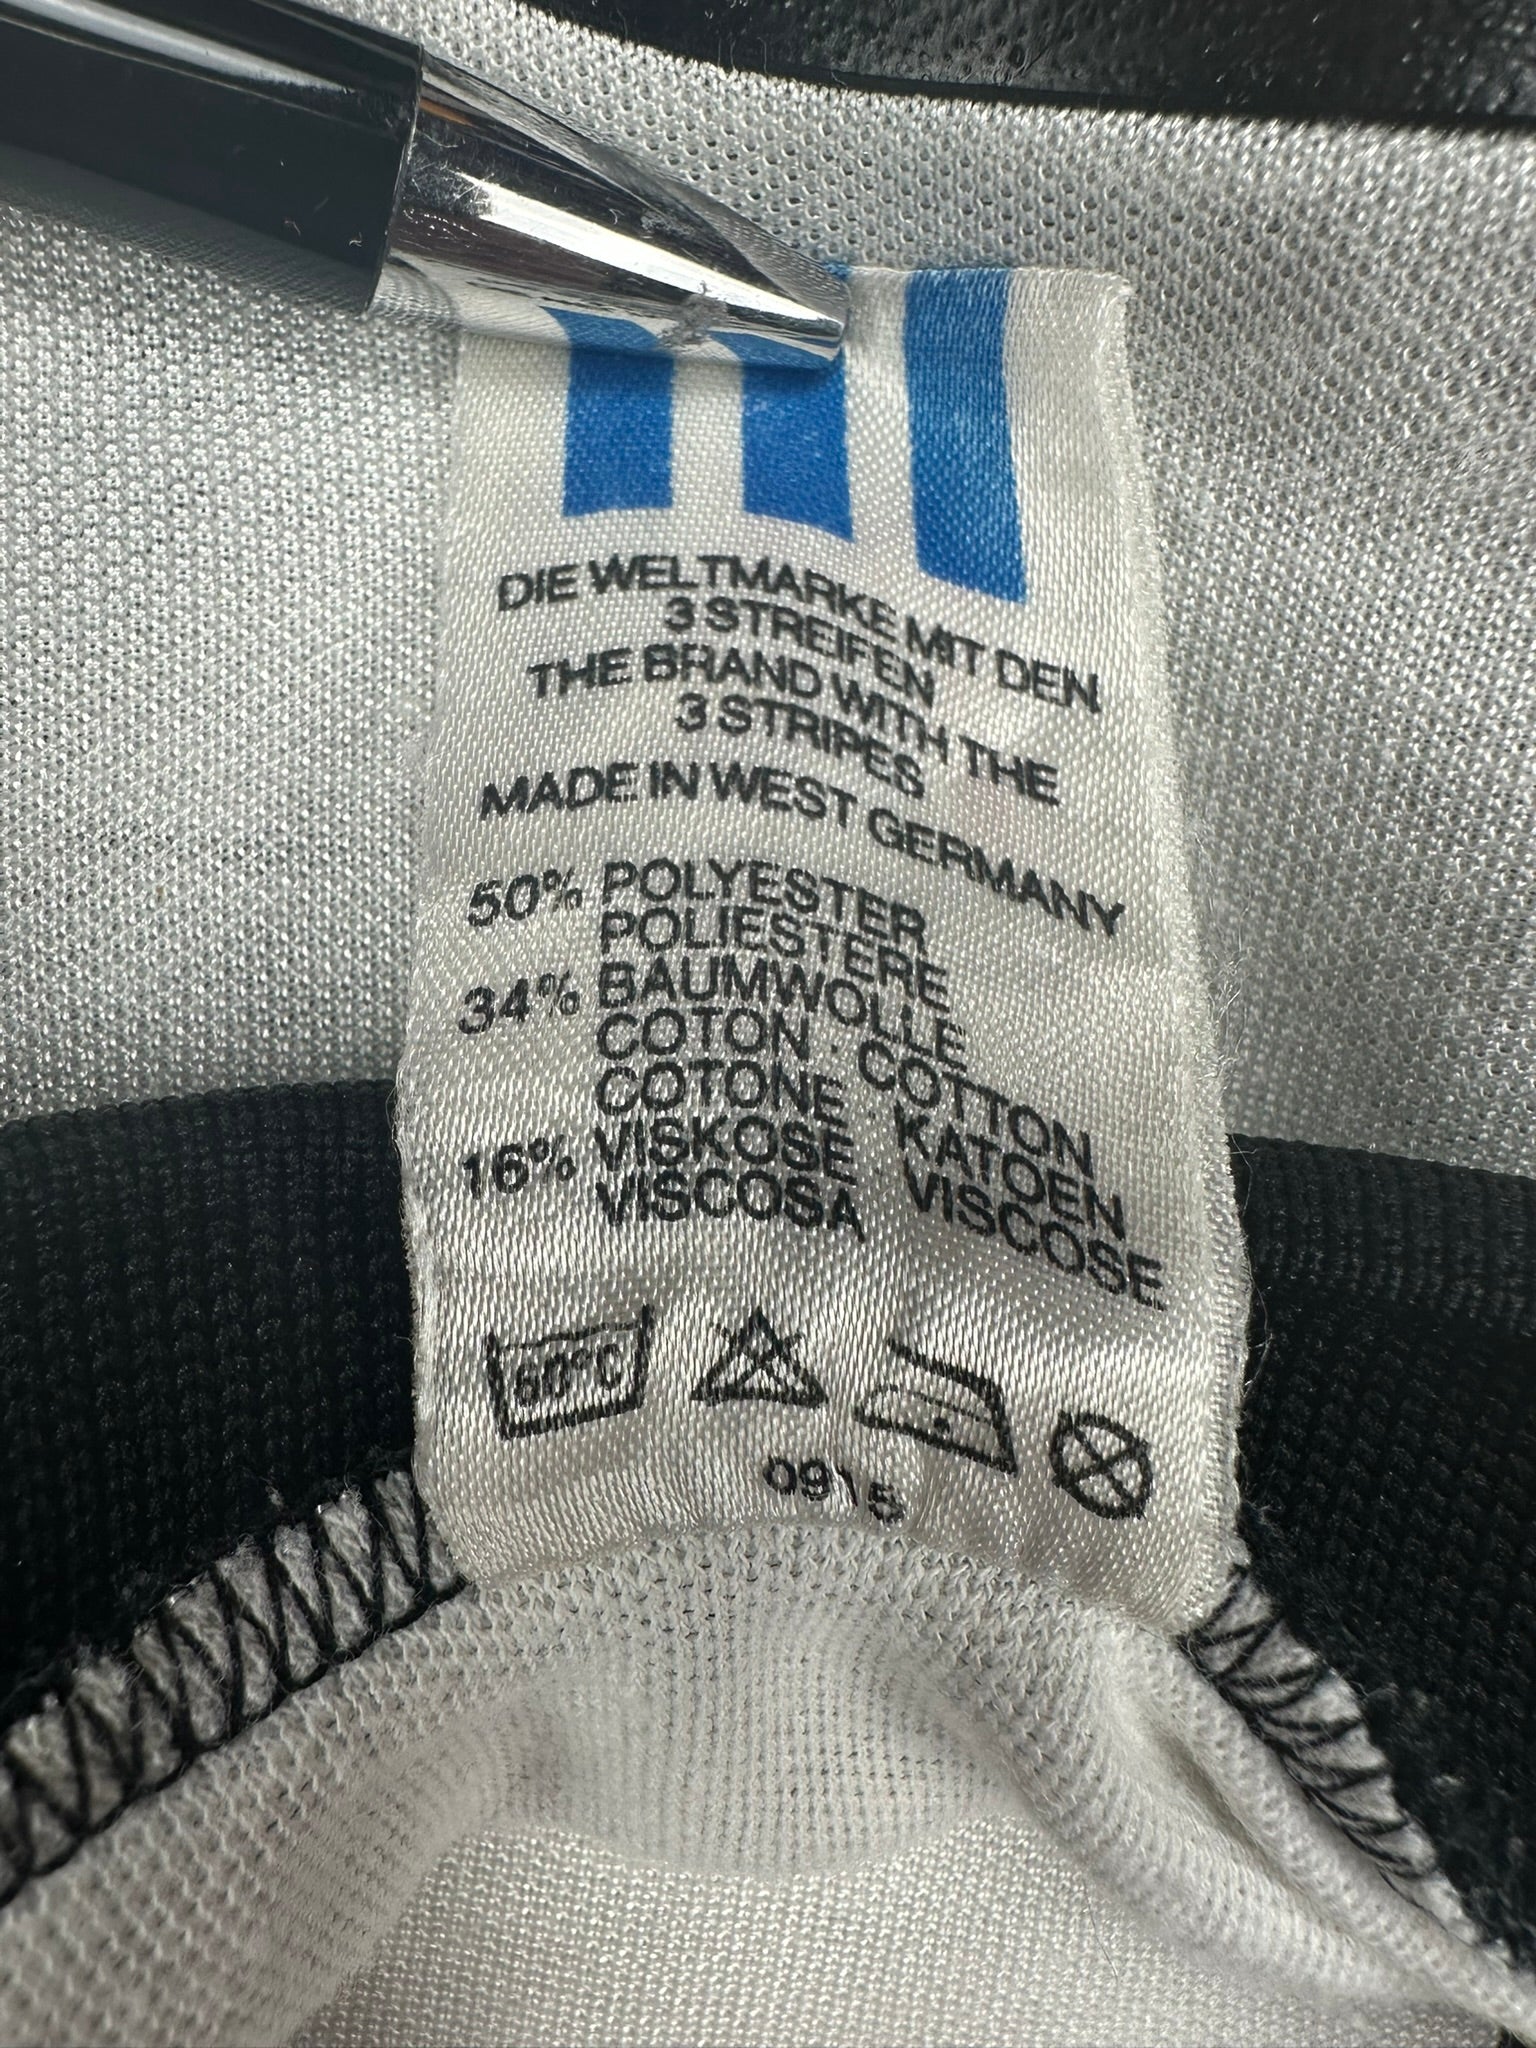 DIE WELTMARKE MIT DEN
3 STREIFEN
THE BRAND WITH THE
3 STRIPES
MADE IN WEST GERMANY
50% POLYESTER
POLIESTERE
34% BAUMWOLLE
COTON · COTTON
COTONE · KATOEN
16% VISKOSE VISCOSE
VISCOSA
60°C
0915